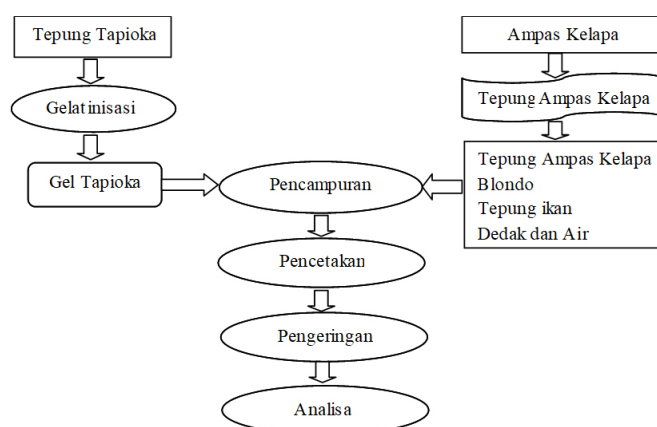 Tepung Tapioka
Ampas Kelapa
Gelatinisasi
Tepung Ampas Kelapa
Gel Tapioka
Pencampuran
Tepung Ampas Kelapa
Blondo
Tepung ikan
Dedak dan Air
Pencetakan
Pengeringan
Analisa